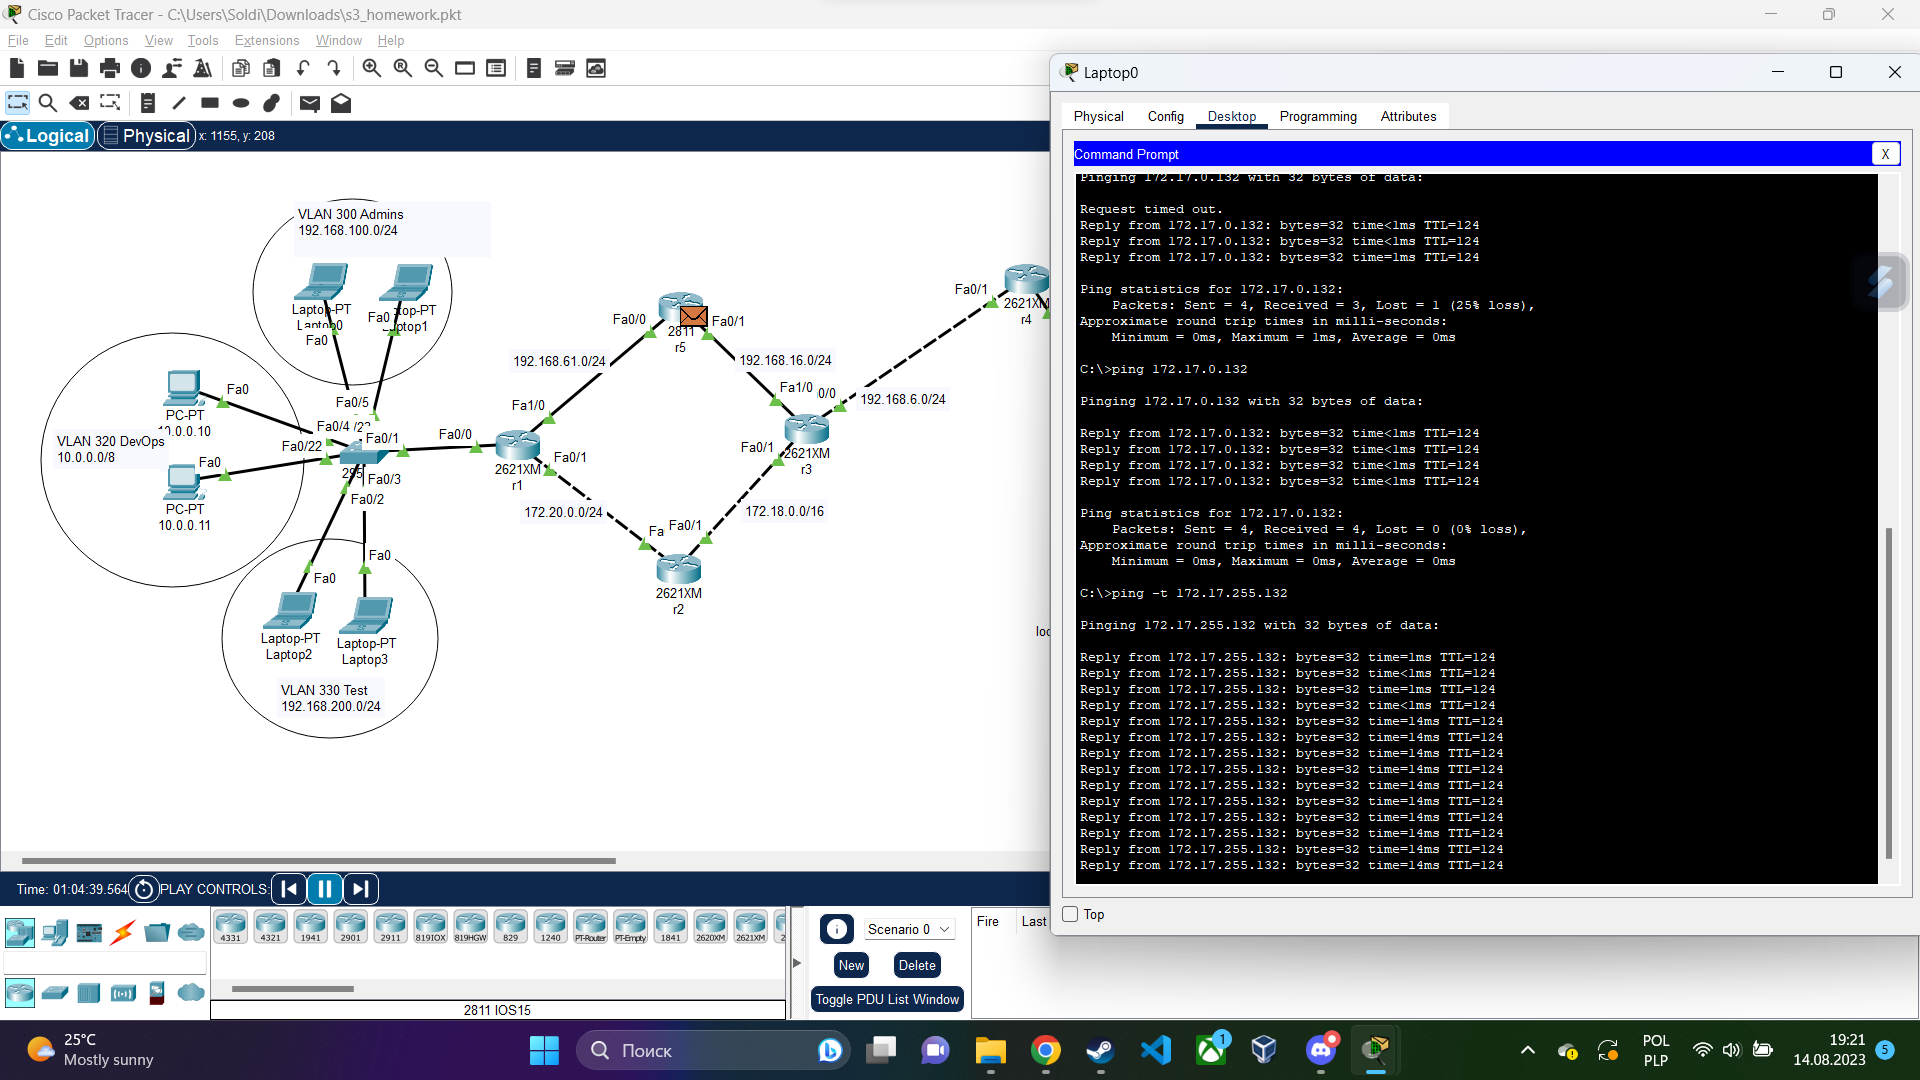 Cisco Packet Tracer - C:\Users\Soldi\Downloads\s3_homework.pkt
File Edit Options View Tools Extensions Window Help
Logical Physical x: 1155, y: 208
VLAN 300 Admins
192.168.100.0/24
Laptop-PT
Laptop0
Fa0
Fa0
top-PT
aptop1
Fa0/5
Fa0
PC-PT
10.0.0.10
VLAN 320 DevOps
10.0.0.0/8
Fa0
PC-PT
10.0.0.11
Fa0/4
Fa0/22
Fa0/1
Fa0/3
Fa0/2
Fa0
Fa0
Laptop-PT
Laptop2
Laptop-PT
Laptop3
VLAN 330 Test
192.168.200.0/24
Fa0/0
2621XM
r1
Fa1/0
Fa0/1
192.168.61.0/24
172.20.0.0/24
Fa0/0
2811
r5
Fa0/1
192.168.16.0/24
Fa
Fa0/1
2621XM
r2
172.18.0.0/16
Fa1/0
0/0
Fa0/1
2621XM
r3
192.168.6.0/24
Fa0/1
2621XM
r4
loc
Time: 01:04:39.564 PLAY CONTROLS:
4331 4321 1941 2901 2911 819IOX 819HGW 829 1240 PT-Router PT-Empty 1841 2620XM 2621XM 2
2811 IOS15
Scenario 0
New Delete
Toggle PDU List Window
Fire Last
Laptop0
Physical Config Desktop Programming Attributes
Command Prompt X
Pinging 172.17.0.132 with 32 bytes of data:
Request timed out.
Reply from 172.17.0.132: bytes=32 time<1ms TTL=124
Reply from 172.17.0.132: bytes=32 time<1ms TTL=124
Reply from 172.17.0.132: bytes=32 time=1ms TTL=124
Ping statistics for 172.17.0.132:
Packets: Sent = 4, Received = 3, Lost = 1 (25% loss),
Approximate round trip times in milli-seconds:
Minimum = 0ms, Maximum = 1ms, Average = 0ms
C:\>ping 172.17.0.132
Pinging 172.17.0.132 with 32 bytes of data:
Reply from 172.17.0.132: bytes=32 time<1ms TTL=124
Reply from 172.17.0.132: bytes=32 time<1ms TTL=124
Reply from 172.17.0.132: bytes=32 time<1ms TTL=124
Reply from 172.17.0.132: bytes=32 time<1ms TTL=124
Ping statistics for 172.17.0.132:
Packets: Sent = 4, Received = 4, Lost = 0 (0% loss),
Approximate round trip times in milli-seconds:
Minimum = 0ms, Maximum = 0ms, Average = 0ms
C:\>ping -t 172.17.255.132
Pinging 172.17.255.132 with 32 bytes of data:
Reply from 172.17.255.132: bytes=32 time=1ms TTL=124
Reply from 172.17.255.132: bytes=32 time<1ms TTL=124
Reply from 172.17.255.132: bytes=32 time=1ms TTL=124
Reply from 172.17.255.132: bytes=32 time<1ms TTL=124
Reply from 172.17.255.132: bytes=32 time=14ms TTL=124
Reply from 172.17.255.132: bytes=32 time=14ms TTL=124
Reply from 172.17.255.132: bytes=32 time=14ms TTL=124
Reply from 172.17.255.132: bytes=32 time=14ms TTL=124
Reply from 172.17.255.132: bytes=32 time=14ms TTL=124
Reply from 172.17.255.132: bytes=32 time=14ms TTL=124
Reply from 172.17.255.132: bytes=32 time=14ms TTL=124
Reply from 172.17.255.132: bytes=32 time=14ms TTL=124
Reply from 172.17.255.132: bytes=32 time=14ms TTL=124
Reply from 172.17.255.132: bytes=32 time=14ms TTL=124
Top
25°C
Mostly sunny
Поиск
1
POL
PLP
19:21
14.08.2023
5